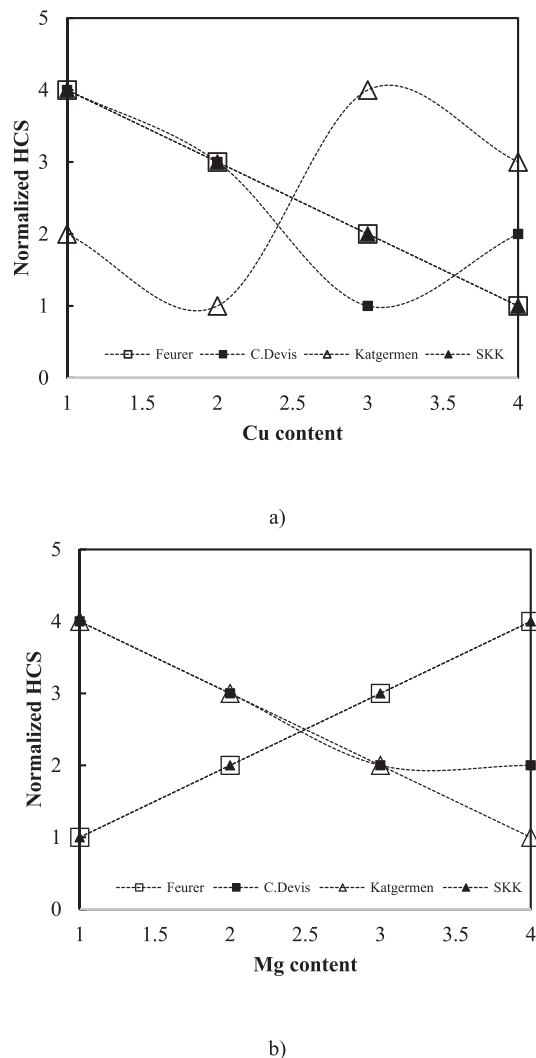 5
4
3
2
1
0
Normalized HCS
Feurer C.Devis Katgermen SKK
1 1.5 2 2.5 3 3.5 4
Cu content
a)
5
4
3
2
1
0
Normalized HCS
Feurer C.Devis Katgermen SKK
1 1.5 2 2.5 3 3.5 4
Mg content
b)